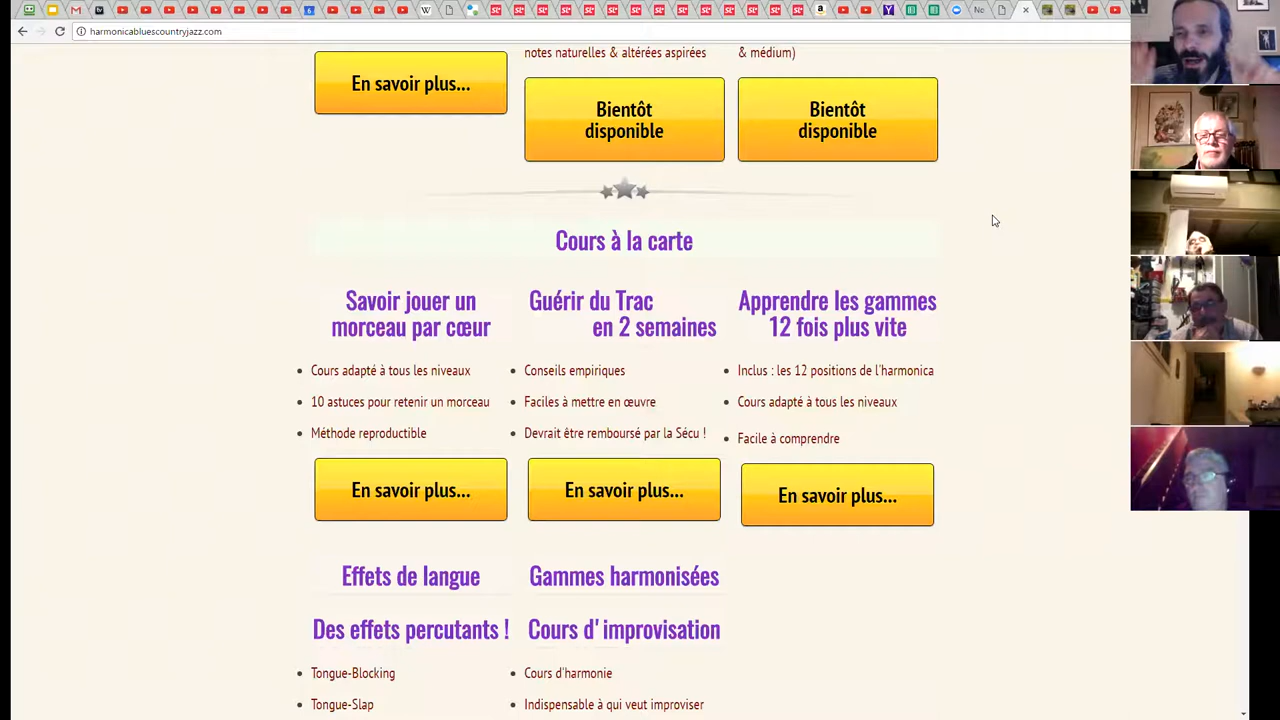 harmonicabluescountryjazz.com
notes naturelles & altérées aspirées
& médium)
En savoir plus...
Bientôt
disponible
Bientôt
disponible
Cours à la carte
Savoir jouer un
morceau par cœur
Guérir du Trac
en 2 semaines
Apprendre les gammes
12 fois plus vite
Cours adapté à tous les niveaux
10 astuces pour retenir un morceau
Méthode reproductible
Conseils empiriques
Faciles à mettre en œuvre
Devrait être remboursé par la Sécu !
Inclus : les 12 positions de l'harmonica
Cours adapté à tous les niveaux
Facile à comprendre
En savoir plus...
En savoir plus...
En savoir plus...
Effets de langue
Des effets percutants !
Gammes harmonisées
Cours d'improvisation
Tongue-Blocking
Tongue-Slap
Cours d'harmonie
Indispensable à qui veut improviser